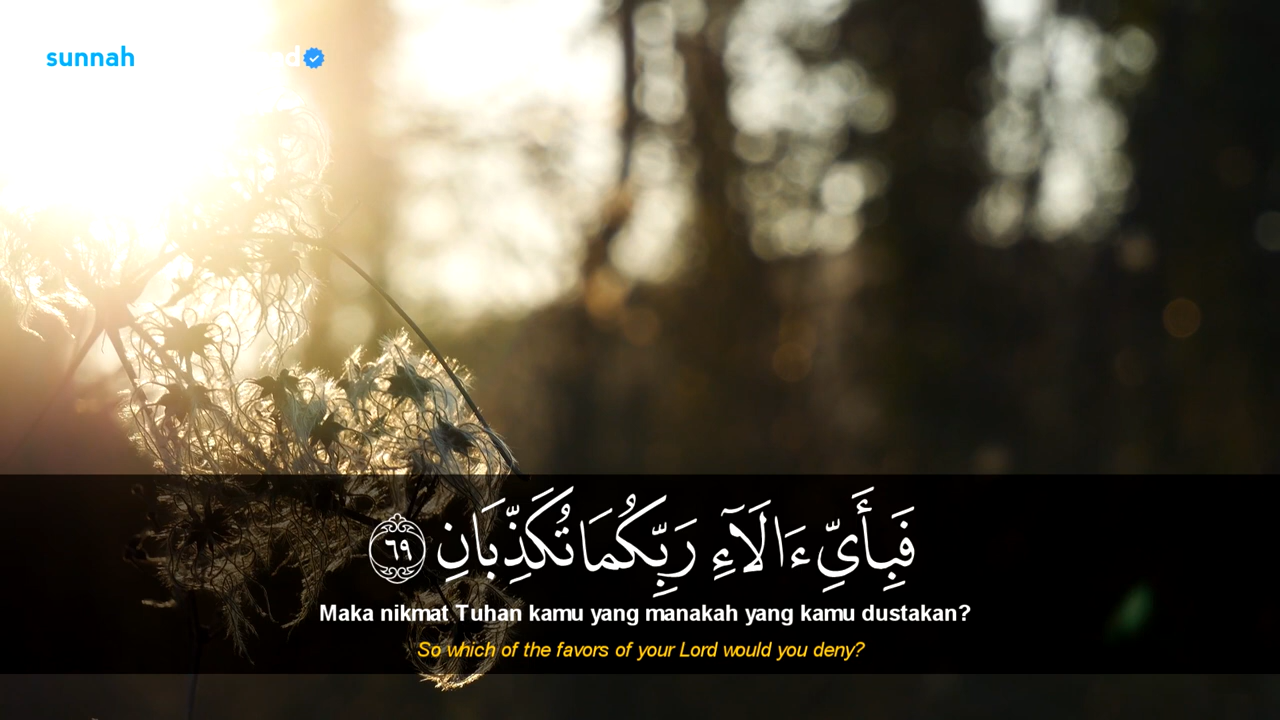 sunnah
فَبِأَيِّ ءَالَآءِ رَبِّكُمَا تُكَذِّبَانِ ٦٩
Maka nikmat Tuhan kamu yang manakah yang kamu dustakan?
So which of the favors of your Lord would you deny?